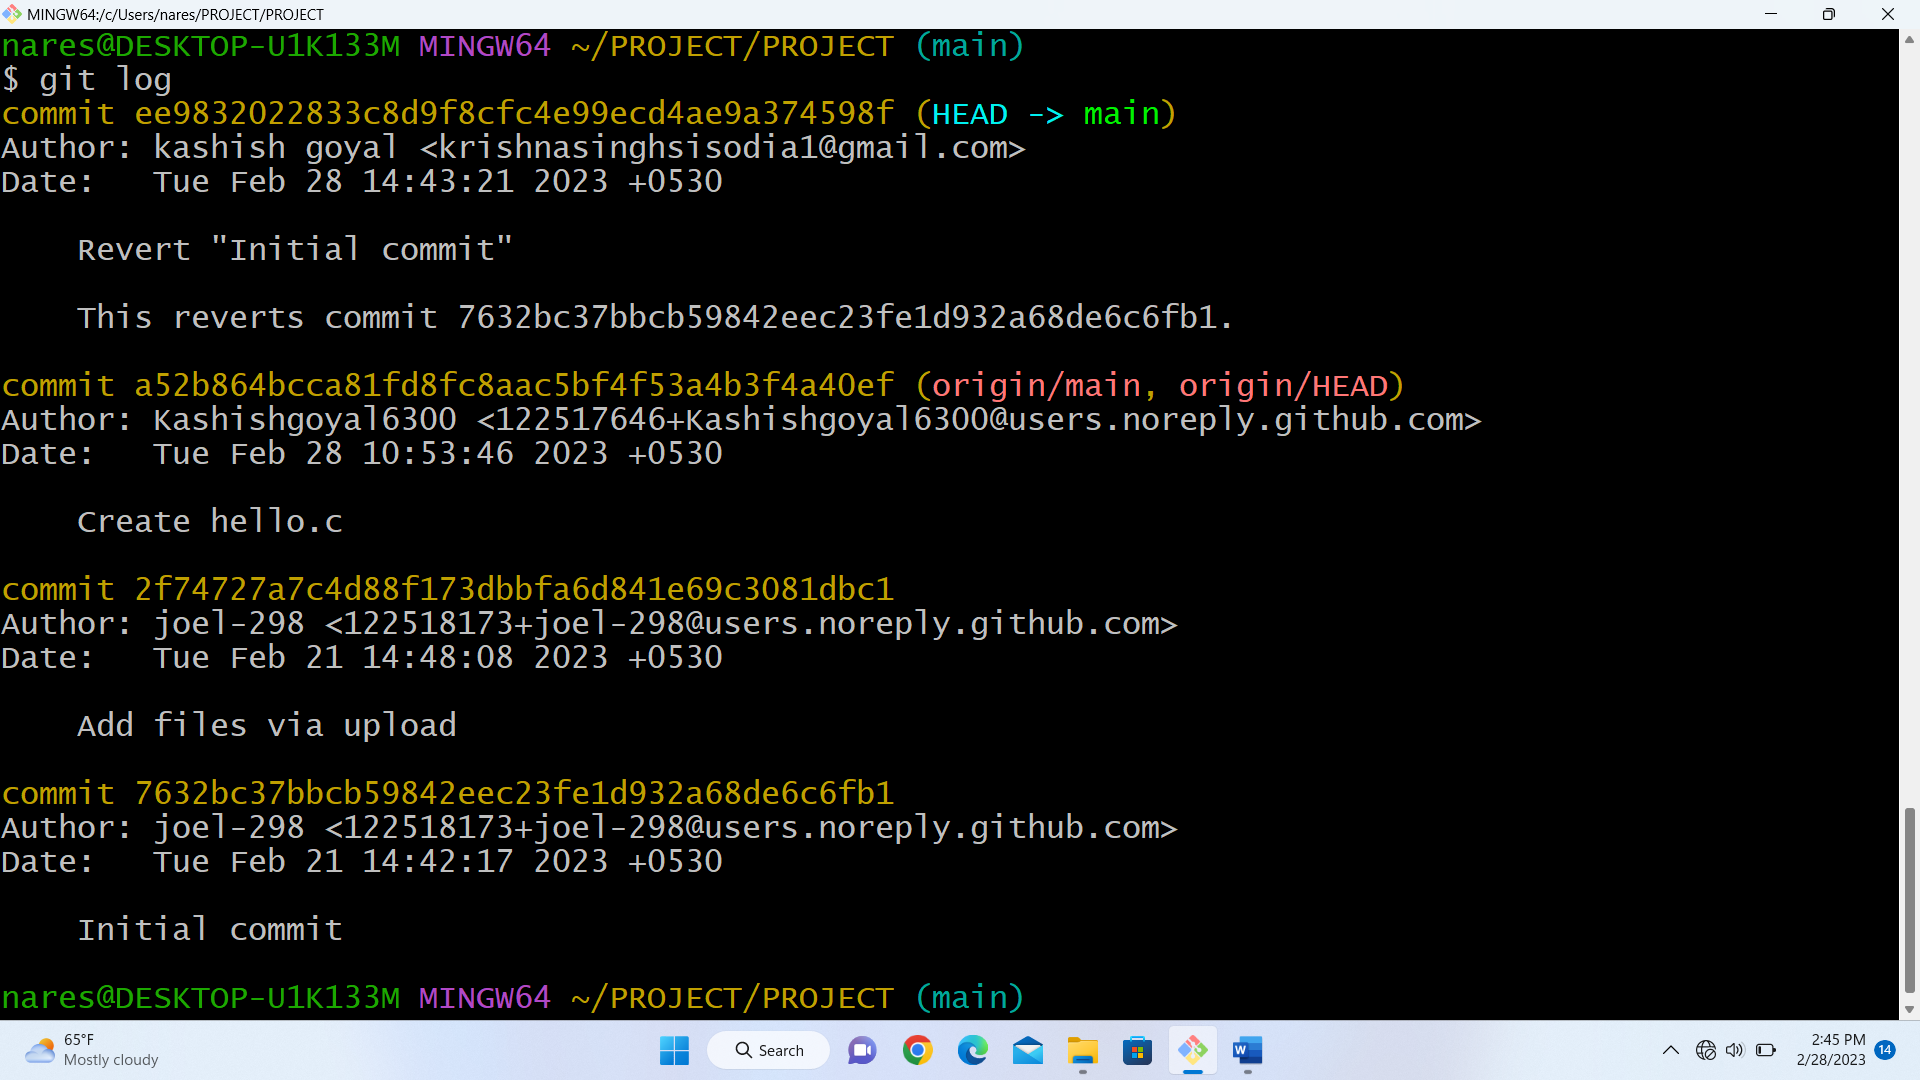 MINGW64:/c/Users/nares/PROJECT/PROJECT
nares@DESKTOP-U1K133M MINGW64 ~/PROJECT/PROJECT (main)
$ git log
commit ee9832022833c8d9f8cfc4e99ecd4ae9a374598f (HEAD -> main)
Author: kashish goyal <krishnasinghsisodia1@gmail.com>
Date:   Tue Feb 28 14:43:21 2023 +0530
    Revert "Initial commit"
    This reverts commit 7632bc37bbcb59842eec23fe1d932a68de6c6fb1.
commit a52b864bcca81fd8fc8aac5bf4f53a4b3f4a40ef (origin/main, origin/HEAD)
Author: Kashishgoyal6300 <122517646+Kashishgoyal6300@users.noreply.github.com>
Date:   Tue Feb 28 10:53:46 2023 +0530
    Create hello.c
commit 2f74727a7c4d88f173dbbfa6d841e69c3081dbc1
Author: joel-298 <122518173+joel-298@users.noreply.github.com>
Date:   Tue Feb 21 14:48:08 2023 +0530
    Add files via upload
commit 7632bc37bbcb59842eec23fe1d932a68de6c6fb1
Author: joel-298 <122518173+joel-298@users.noreply.github.com>
Date:   Tue Feb 21 14:42:17 2023 +0530
    Initial commit
nares@DESKTOP-U1K133M MINGW64 ~/PROJECT/PROJECT (main)
65°F
Mostly cloudy
Search
W
2:45 PM
2/28/2023
14